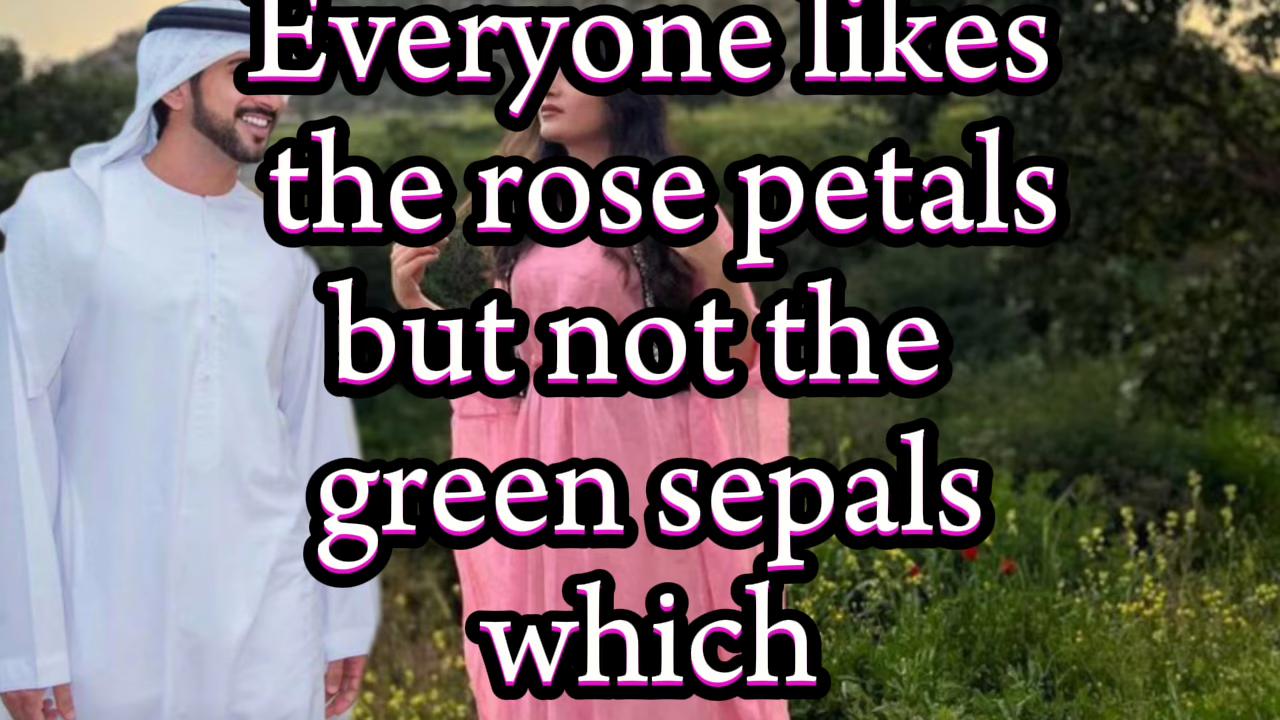 Everyone likes
the rose petals
but not the
green sepals
which